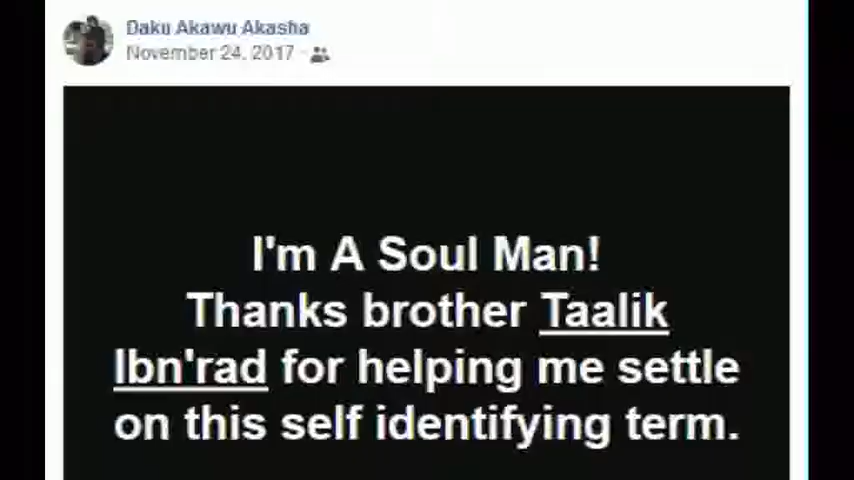 Daku Akawu Akasha
November 24, 2017 ·
I'm A Soul Man!
Thanks brother Taalik
Ibn'rad for helping me settle
on this self identifying term.